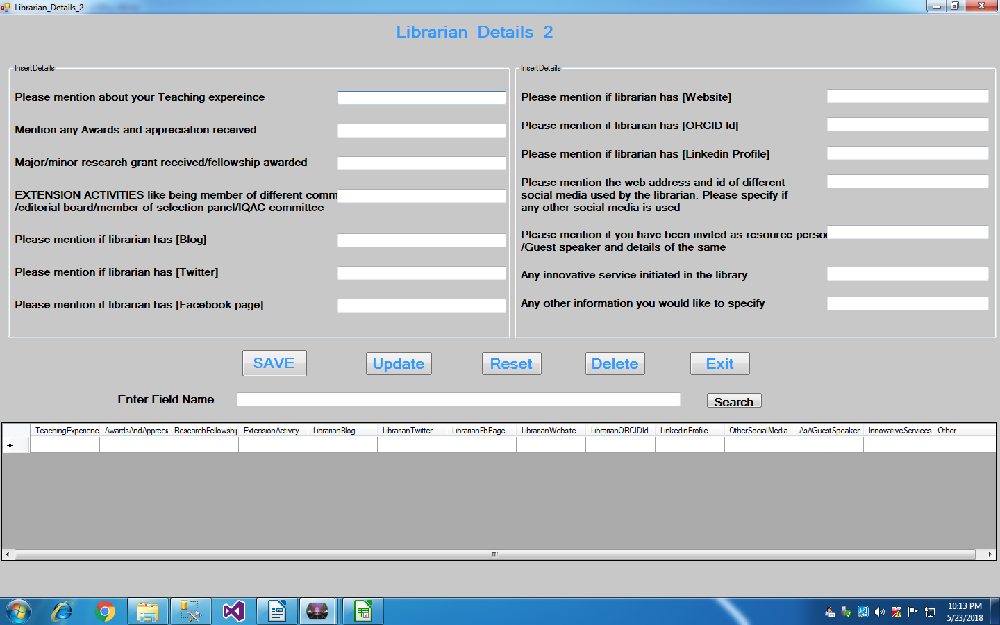 Librarian_Details_2
Librarian_Details_2
InsertDetails
Please mention about your Teaching expereince
Mention any Awards and appreciation received
Major/minor research grant received/fellowship awarded
EXTENSION ACTIVITIES like being member of different comm
/editorial board/member of selection panel/IQAC committee
Please mention if librarian has [Blog]
Please mention if librarian has [Twitter]
Please mention if librarian has [Facebook page]
InsertDetails
Please mention if librarian has [Website]
Please mention if librarian has [ORCID Id]
Please mention if librarian has [Linkedin Profile]
Please mention the web address and id of different
social media used by the librarian. Please specify if
any other social media is used
Please mention if you have been invited as resource person
/Guest speaker and details of the same
Any innovative service initiated in the library
Any other information you would like to specify
SAVE Update Reset Delete Exit
Enter Field Name Search
TeachingExperienc AwardsAndApprecia ResearchFellowship ExtensionActivity LibrarianBlog LibrarianTwitter LibrarianFbPage LibrarianWebsite LibrarianORCIDId LinkedinProfile OtherSocialMedia AsAGuestSpeaker InnovativeServices Other
10:13 PM
5/23/2018